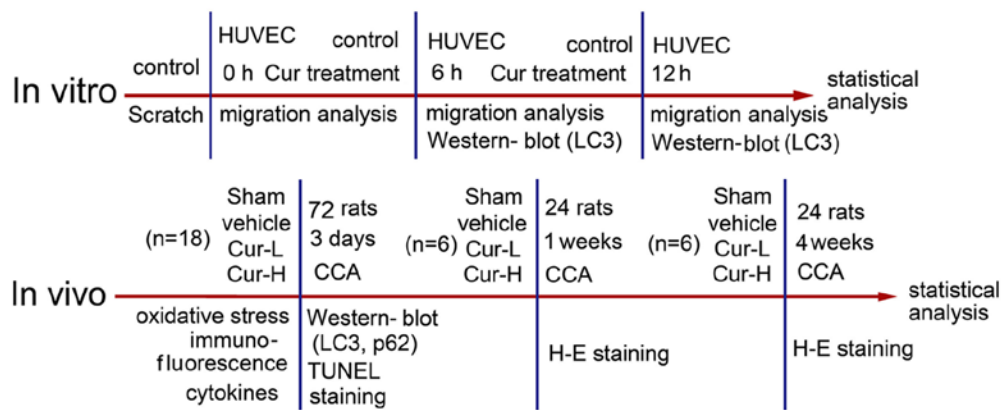 In vitro
control
Scratch
HUVEC control
0 h Cur treatment
migration analysis
HUVEC control
6 h Cur treatment
migration analysis
Western- blot (LC3)
HUVEC
12 h
migration analysis
Western-blot (LC3)
statistical
analysis
In vivo
(n=18)
Sham
vehicle
Cur-L
Cur-H
oxidative stress
immuno-
fluorescence
cytokines
72 rats
3 days
CCA
Western- blot
(LC3, p62)
TUNEL
staining
(n=6)
Sham
vehicle
Cur-L
Cur-H
24 rats
1 weeks
CCA
H-E staining
(n=6)
Sham
vehicle
Cur-L
Cur-H
24 rats
4 weeks
CCA
H-E staining
statistical
analysis